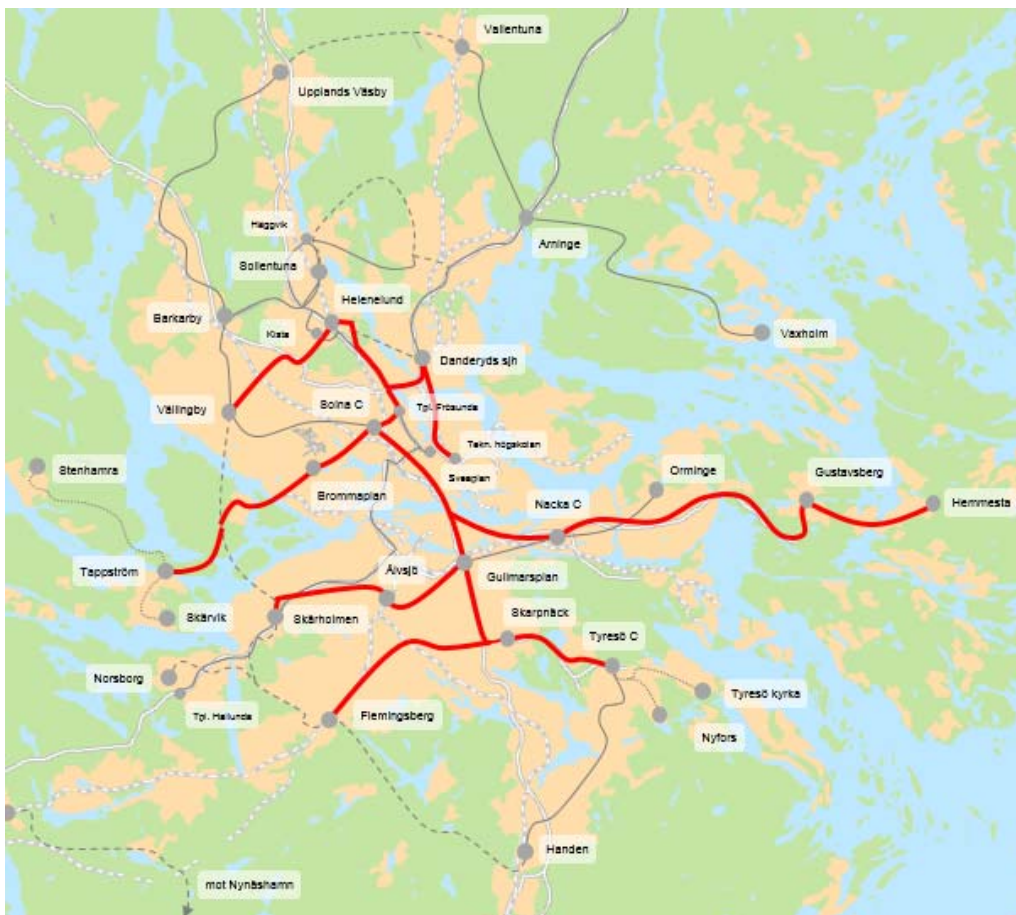 Vallentuna
Upplands Väsby
Häggvik
Arninge
Sollentuna
Helenelund
Barkarby
Kista
Vaxholm
Danderyds sjh
Solna C
Tpl. Frösunda
Vällingby
Tekn. högskolan
Stenhamra
Sveaplan
Orminge
Gustavsberg
Brommaplan
Nacka C
Hemmesta
Tappström
Älvsjö
Gullmarsplan
Skärvik
Skärholmen
Skarpnäck
Tyresö C
Norsborg
Tyresö kyrka
Tpl. Hallunda
Flemingsberg
Nyfors
Handen
mot Nynäshamn